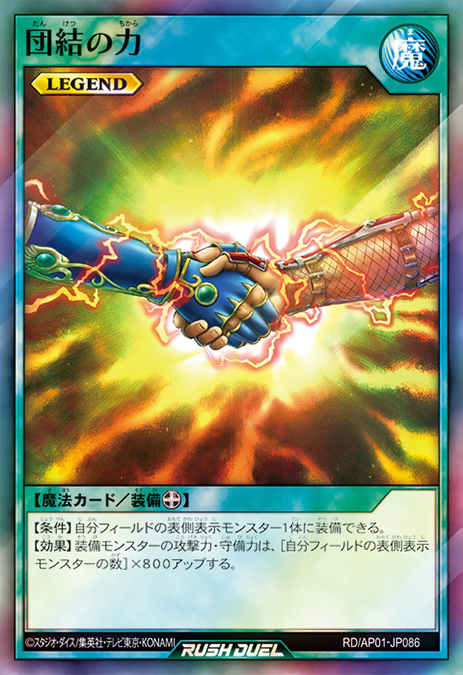 団結の力
LEGEND
魔
【魔法カード／装備】
【条件】自分フィールドの表側表示モンスター1体に装備できる。
【効果】装備モンスターの攻撃力・守備力は、[自分フィールドの表側表示
モンスターの数]×800アップする。
©スタジオ・ダイス/集英社・テレビ東京・KONAMI
RUSH DUEL
RD/AP01-JP086